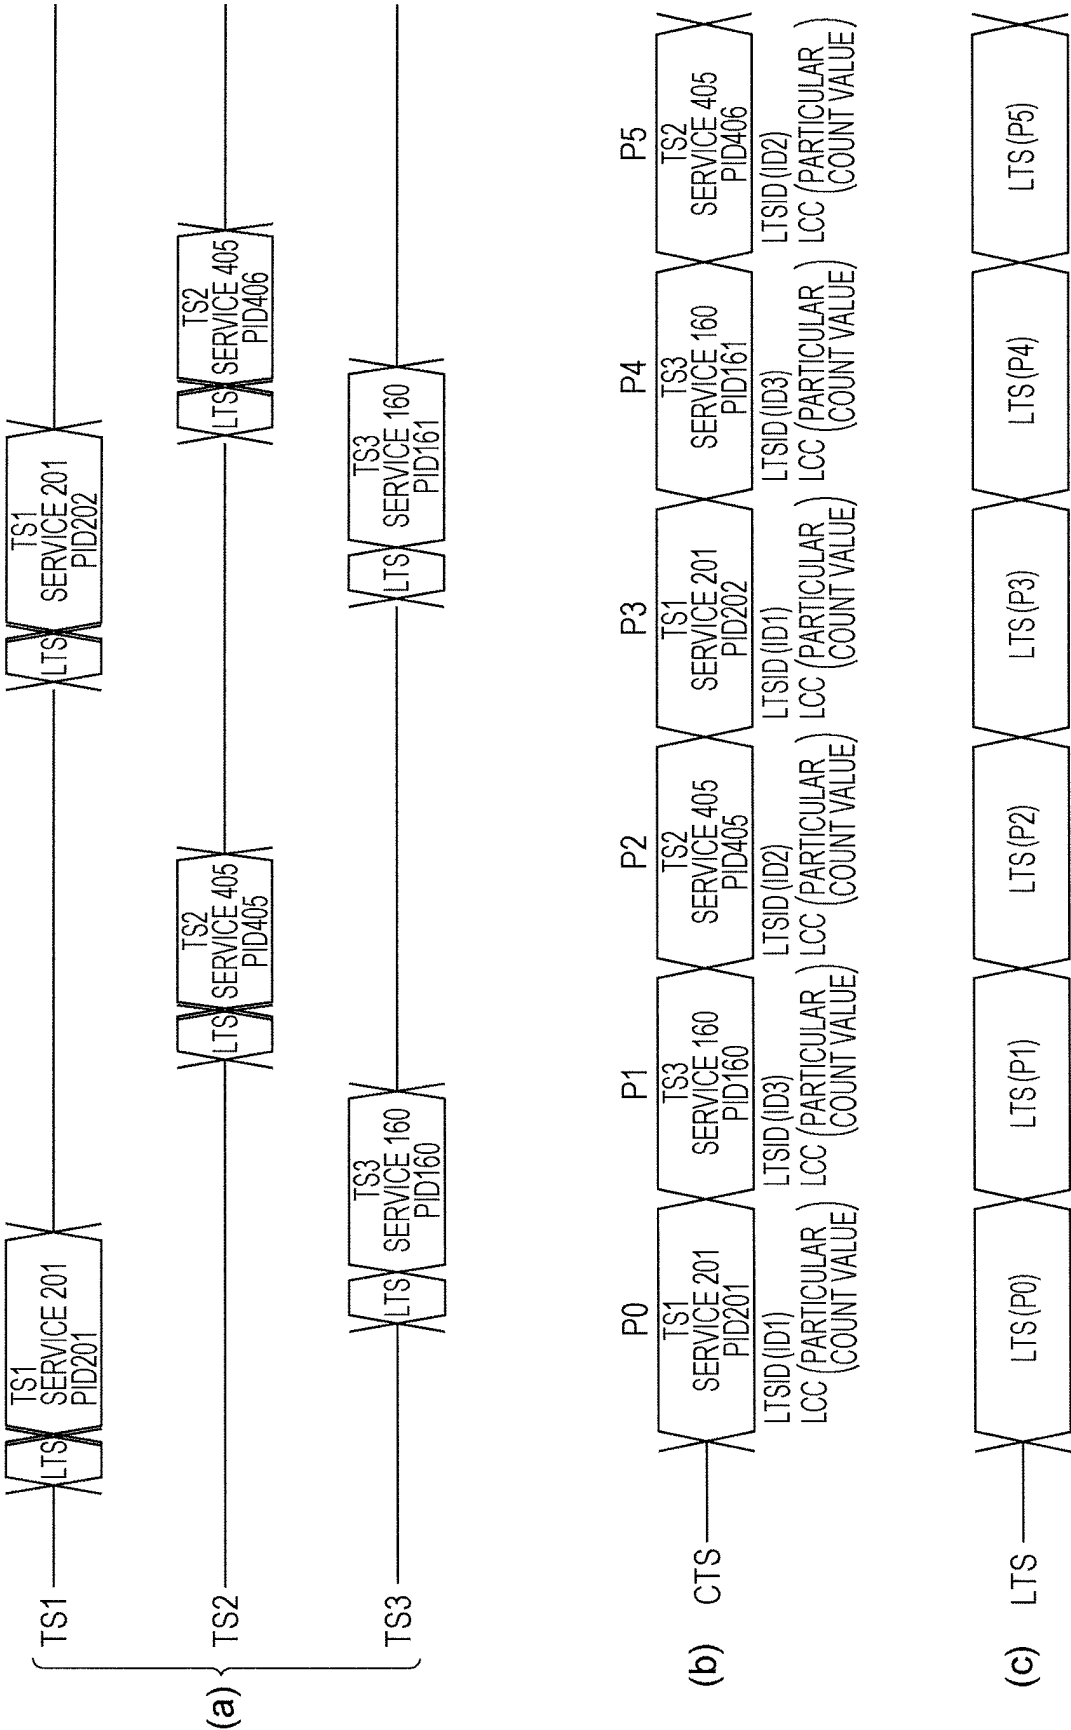 (a)
TS1
LTS
TS1
SERVICE 201
PID201
LTS
TS1
SERVICE 201
PID202
TS2
LTS
TS2
SERVICE 405
PID405
LTS
TS2
SERVICE 405
PID406
TS3
LTS
TS3
SERVICE 160
PID160
LTS
TS3
SERVICE 160
PID161
(b)
CTS
P0
TS1
SERVICE 201
PID201
LTSID(ID1)
LCC (PARTICULAR
COUNT VALUE)
P1
TS3
SERVICE 160
PID160
LTSID(ID3)
LCC (PARTICULAR
COUNT VALUE)
P2
TS2
SERVICE 405
PID405
LTSID(ID2)
LCC (PARTICULAR
COUNT VALUE)
P3
TS1
SERVICE 201
PID202
LTSID(ID1)
LCC (PARTICULAR
COUNT VALUE)
P4
TS3
SERVICE 160
PID161
LTSID(ID3)
LCC (PARTICULAR
COUNT VALUE)
P5
TS2
SERVICE 405
PID406
LTSID(ID2)
LCC (PARTICULAR
COUNT VALUE)
(c)
LTS
LTS(P0)
LTS(P1)
LTS(P2)
LTS(P3)
LTS(P4)
LTS(P5)